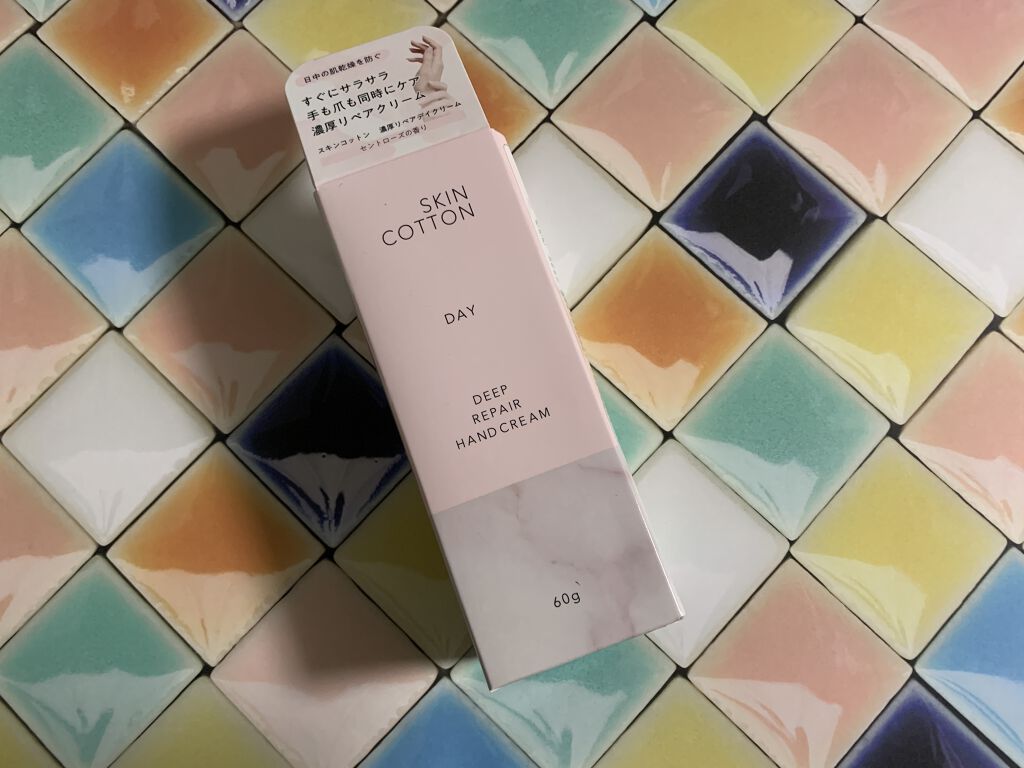 日中の肌乾燥を防ぐ
すぐにサラサラ
手も爪も同時にケア
濃厚リペアクリーム
スキンコットン 濃厚リペアデイクリーム
セントローズの香り
SKIN
COTTON
DAY
DEEP
REPAIR
HANDCREAM
60g